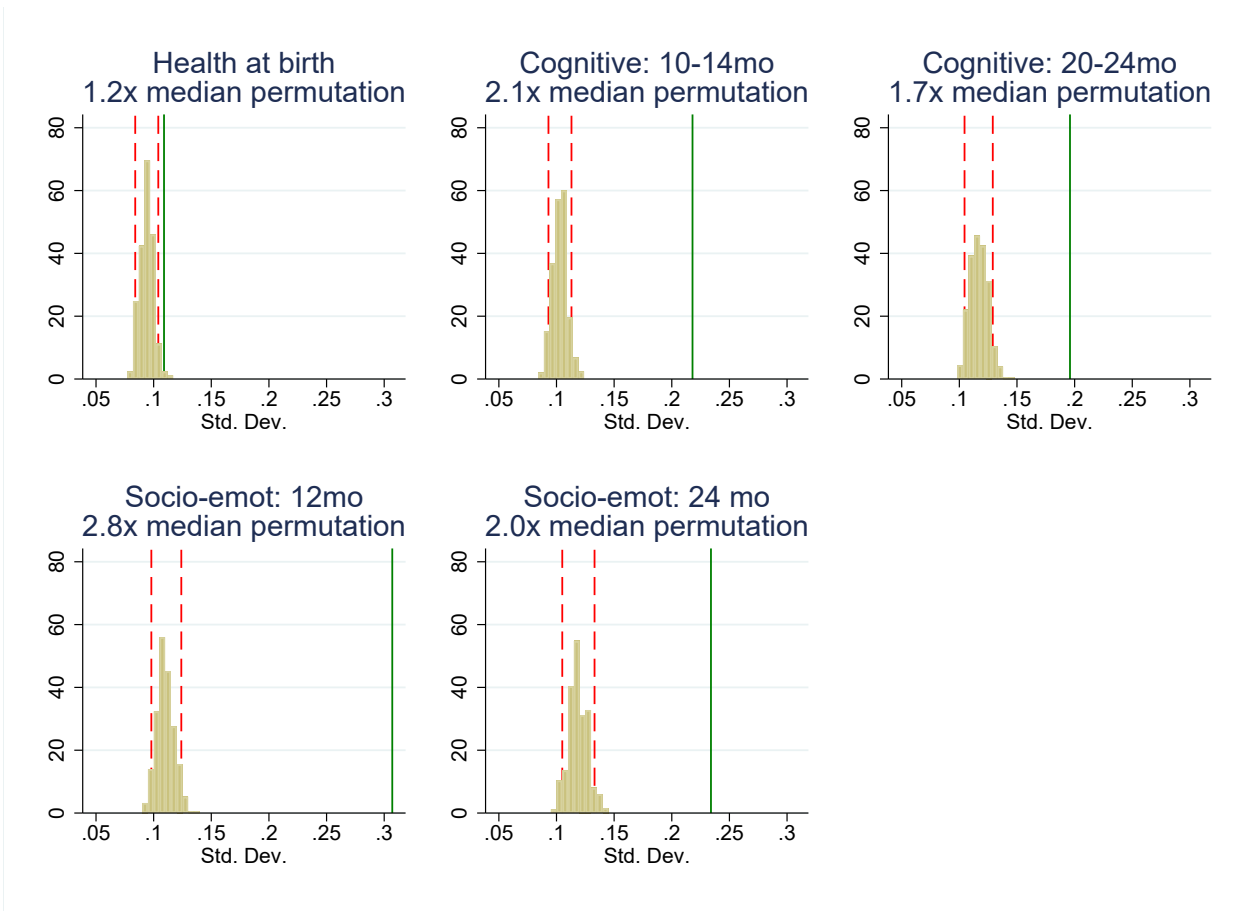 Health at birth
1.2x median permutation
80
60
40
20
0
.05 .1 .15 .2 .25 .3
Std. Dev.
Cognitive: 10-14mo
2.1x median permutation
80
60
40
20
0
.05 .1 .15 .2 .25 .3
Std. Dev.
Cognitive: 20-24mo
1.7x median permutation
80
60
40
20
0
.05 .1 .15 .2 .25 .3
Std. Dev.
Socio-emot: 12mo
2.8x median permutation
80
60
40
20
0
.05 .1 .15 .2 .25 .3
Std. Dev.
Socio-emot: 24 mo
2.0x median permutation
80
60
40
20
0
.05 .1 .15 .2 .25 .3
Std. Dev.